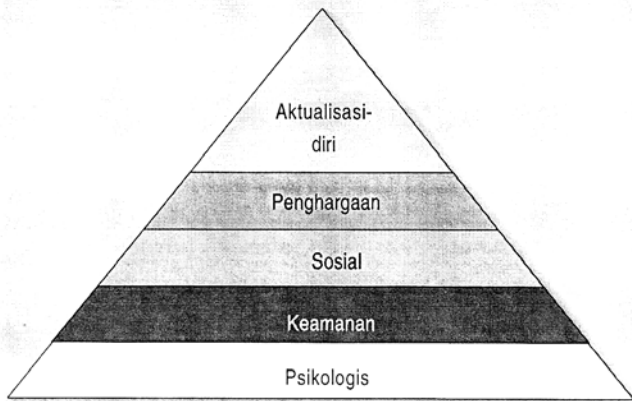 Aktualisasi-
diri
Penghargaan
Sosial
Keamanan
Psikologis